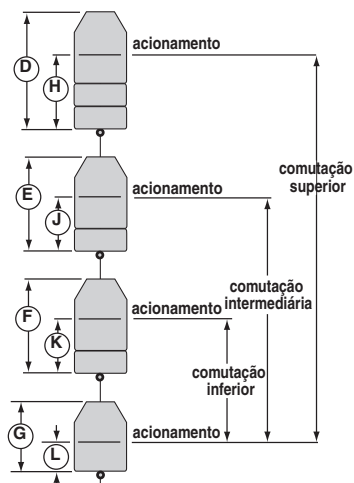 acionamento
D
H
comutação
superior
acionamento
E
J
comutação
intermediária
acionamento
F
K
comutação
inferior
acionamento
G
L